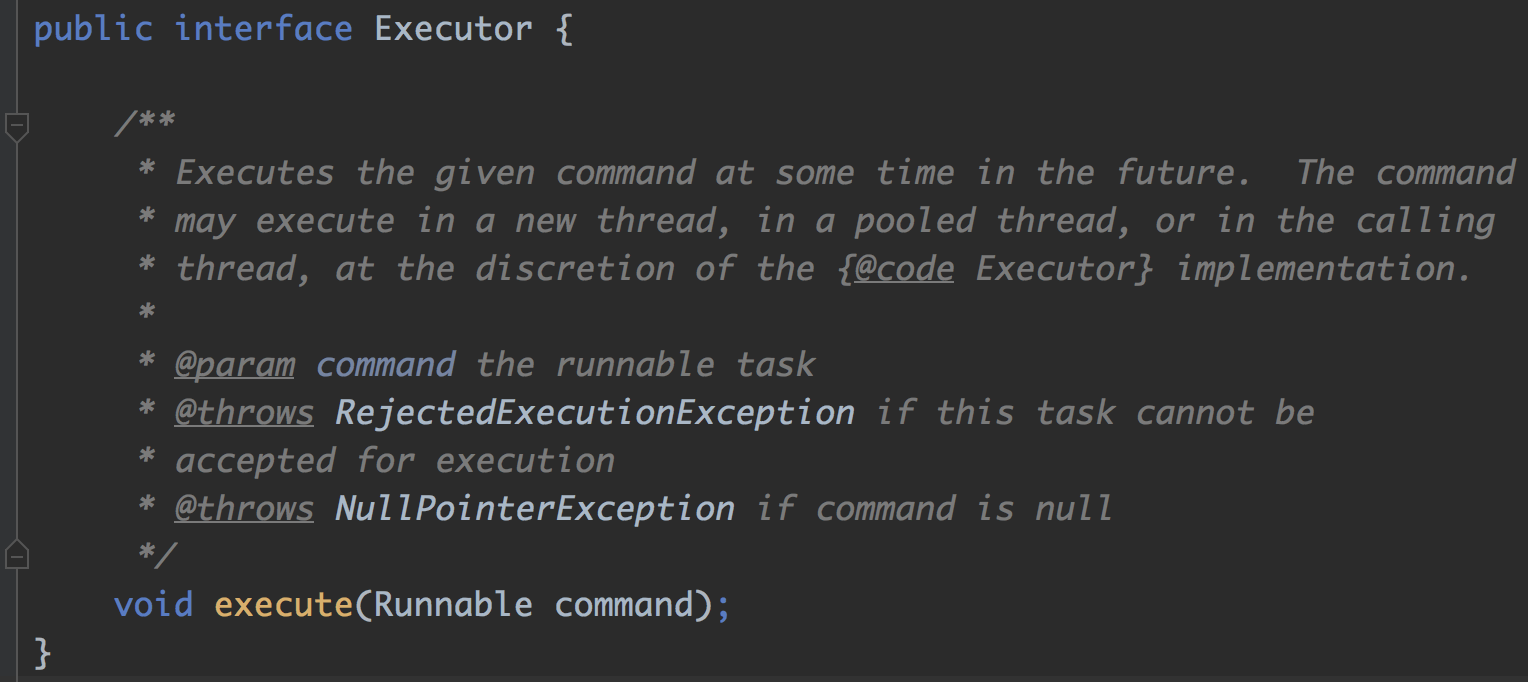 public interface Executor {
/**
* Executes the given command at some time in the future.  The command
* may execute in a new thread, in a pooled thread, or in the calling
* thread, at the discretion of the {@code Executor} implementation.
*
* @param command the runnable task
* @throws RejectedExecutionException if this task cannot be
* accepted for execution
* @throws NullPointerException if command is null
*/
void execute(Runnable command);
}